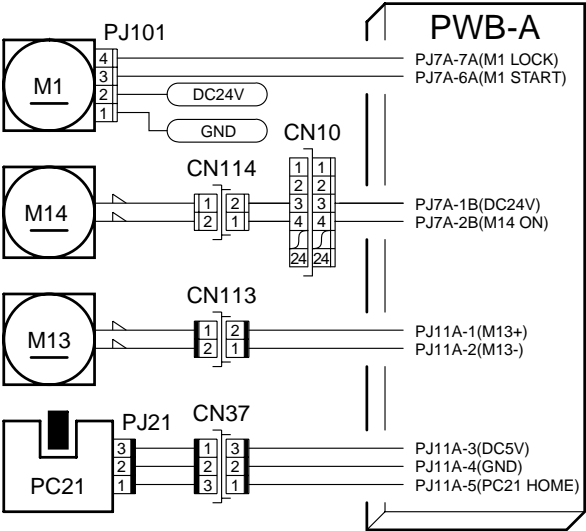 PWB-A
PJ101
M1
4
3
2
1
DC24V
GND
PJ7A-7A(M1 LOCK)
PJ7A-6A(M1 START)
CN10
CN114
M14
1 2
2 1
1 1
2 2
3 3
4 4
24 24
PJ7A-1B(DC24V)
PJ7A-2B(M14 ON)
CN113
M13
1 2
2 1
PJ11A-1(M13+)
PJ11A-2(M13-)
PJ21
CN37
PC21
3
2
1
1 3
2 2
3 1
PJ11A-3(DC5V)
PJ11A-4(GND)
PJ11A-5(PC21 HOME)